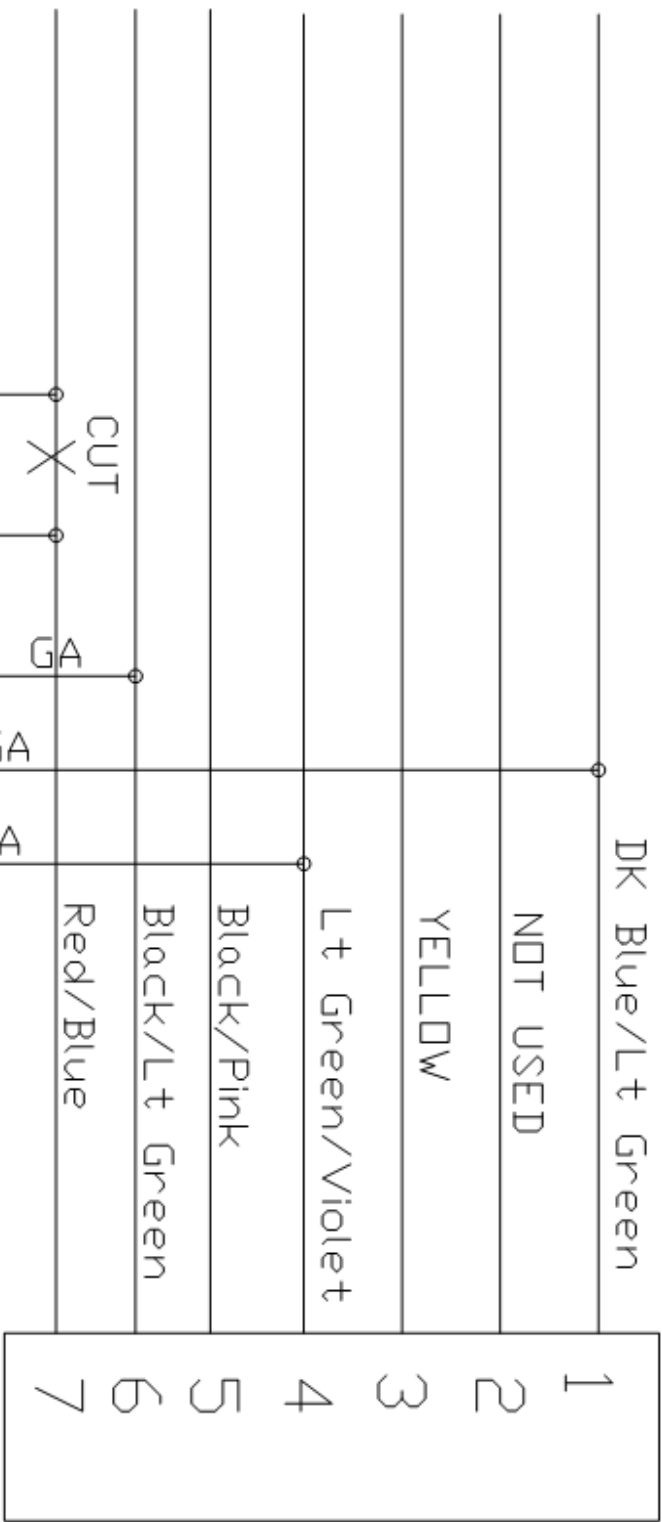 DK Blue/Lt Green
NOT USED
YELLOW
Lt Green/Violet
Black/Pink
Black/Lt Green
Red/Blue
1
2
3
4
5
6
7
CUT
GA
GA
A